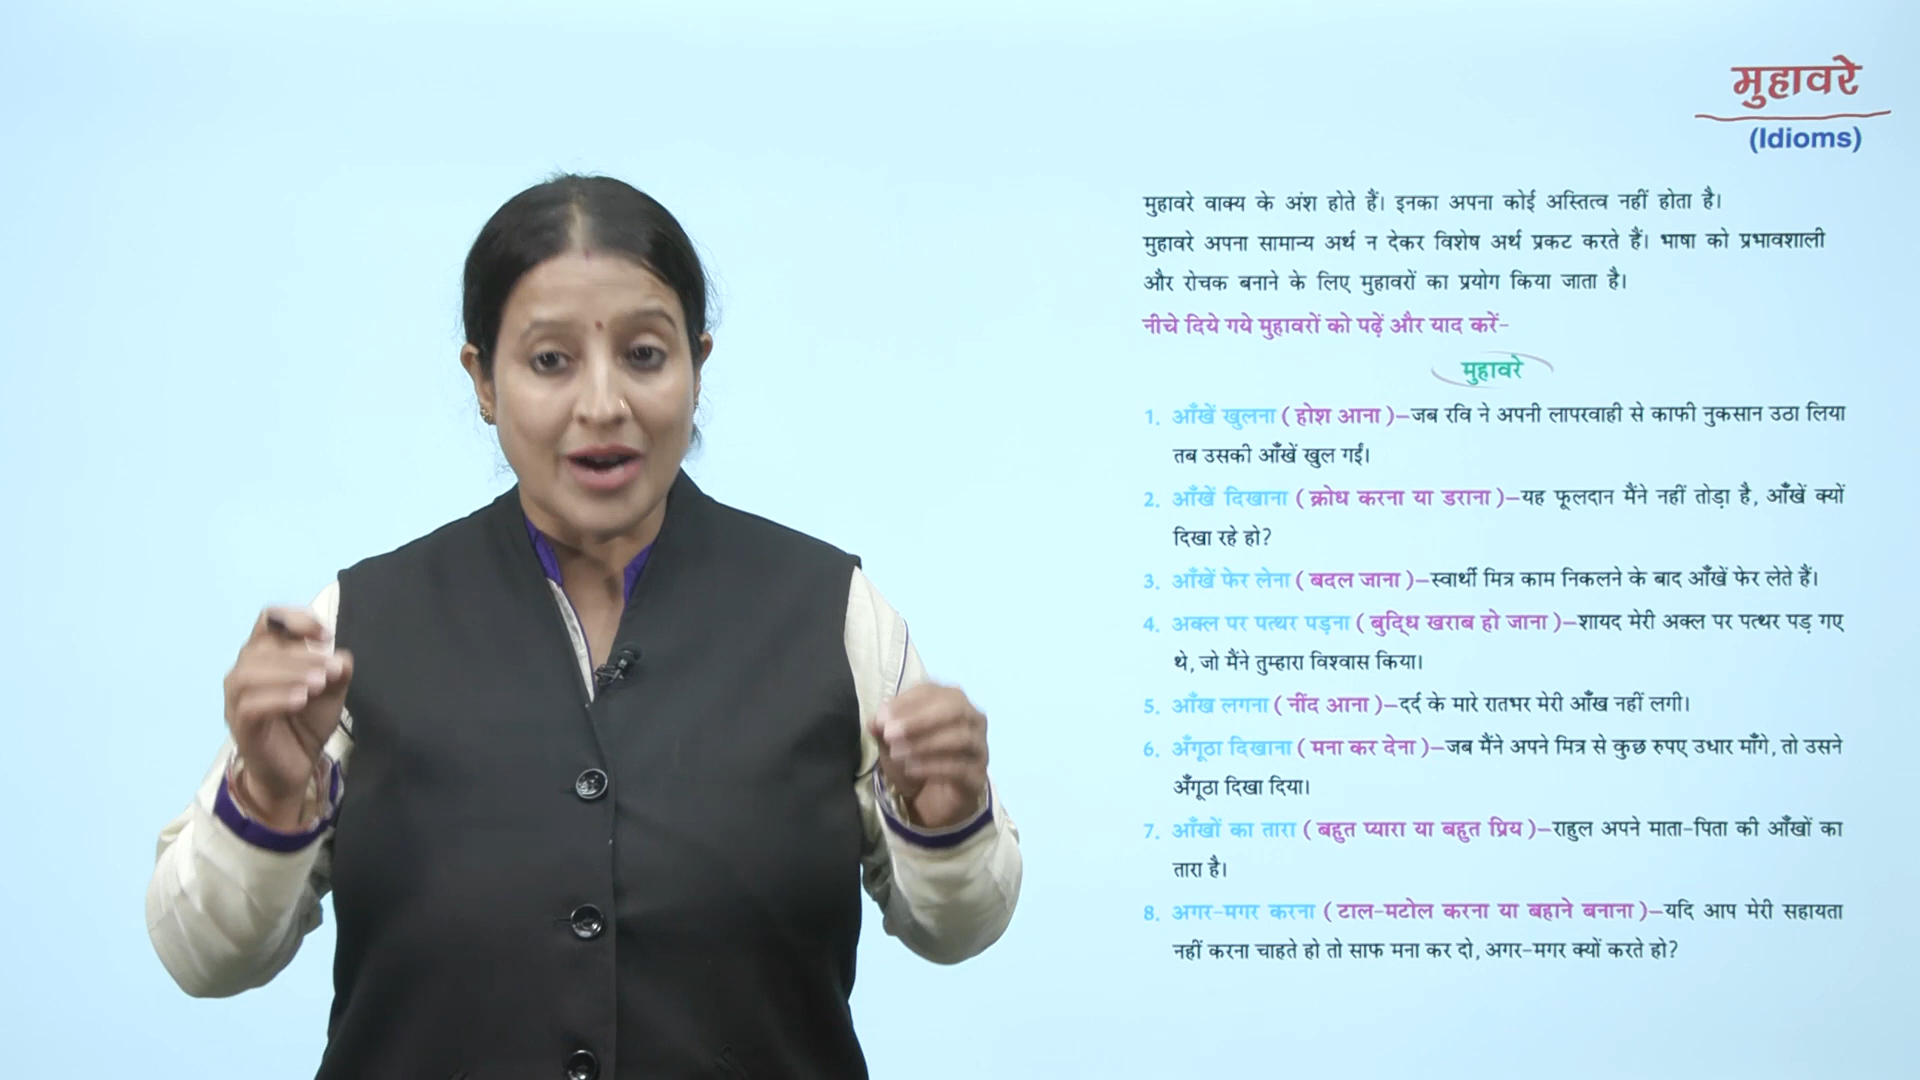 मुहावरे
(Idioms)
मुहावरे वाक्य के अंश होते हैं। इनका अपना कोई अस्तित्व नहीं होता है।
मुहावरे अपना सामान्य अर्थ न देकर विशेष अर्थ प्रकट करते हैं। भाषा को प्रभावशाली
और रोचक बनाने के लिए मुहावरों का प्रयोग किया जाता है।
नीचे दिये गये मुहावरों को पढ़ें और याद करें-
मुहावरे
1. आँखें खुलना ( होश आना )–जब रवि ने अपनी लापरवाही से काफी नुकसान उठा लिया
तब उसकी आँखें खुल गईं।
2. आँखें दिखाना ( क्रोध करना या डराना )–यह फूलदान मैंने नहीं तोड़ा है, आँखें क्यों
दिखा रहे हो?
3. आँखें फेर लेना ( बदल जाना )–स्वार्थी मित्र काम निकलने के बाद आँखें फेर लेते हैं।
4. अक्ल पर पत्थर पड़ना ( बुद्धि खराब हो जाना )–शायद मेरी अक्ल पर पत्थर पड़ गए
थे, जो मैंने तुम्हारा विश्वास किया।
5. आँख लगना ( नींद आना )–दर्द के मारे रातभर मेरी आँख नहीं लगी।
6. अँगूठा दिखाना ( मना कर देना )–जब मैंने अपने मित्र से कुछ रुपए उधार माँगे, तो उसने
अँगूठा दिखा दिया।
7. आँखों का तारा ( बहुत प्यारा या बहुत प्रिय )–राहुल अपने माता-पिता की आँखों का
तारा है।
8. अगर-मगर करना ( टाल-मटोल करना या बहाने बनाना )–यदि आप मेरी सहायता
नहीं करना चाहते हो तो साफ मना कर दो, अगर-मगर क्यों करते हो?